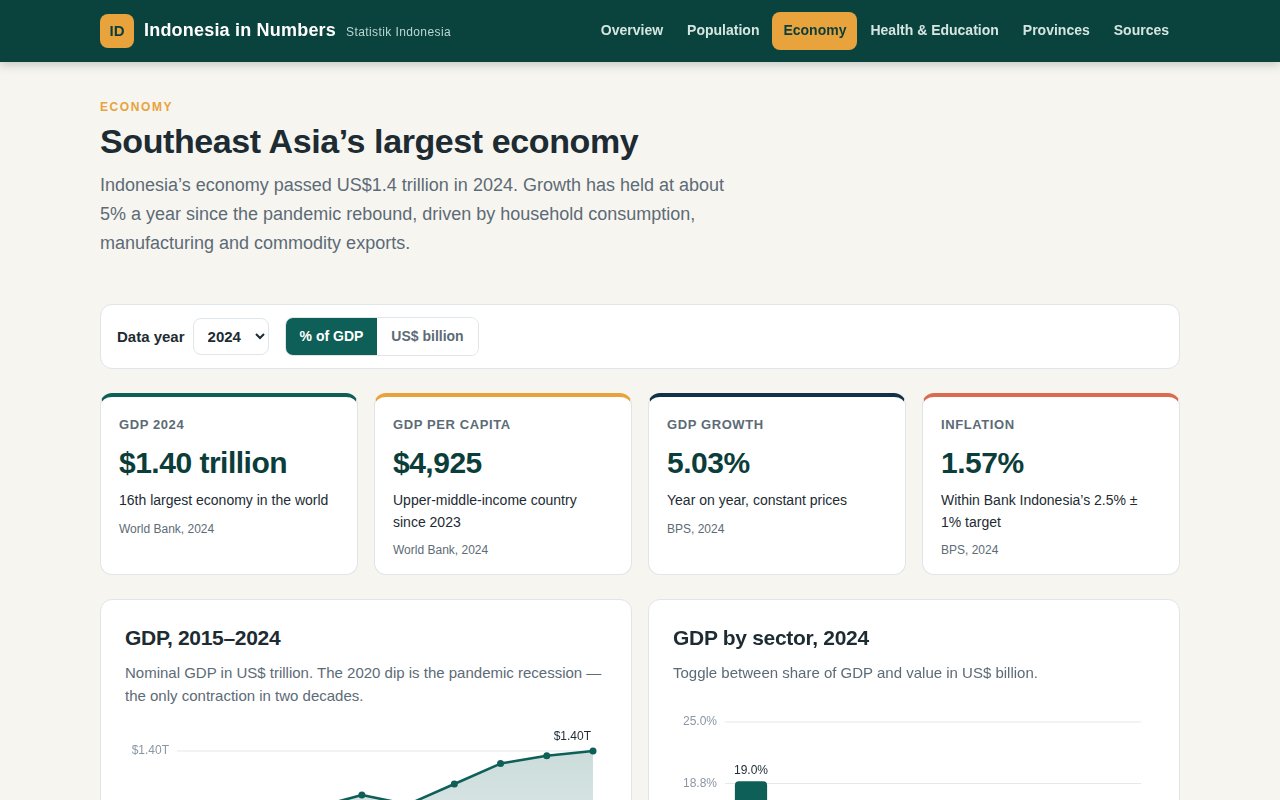 ID
Indonesia in Numbers
Statistik Indonesia
Overview
Population
Economy
Health & Education
Provinces
Sources
ECONOMY
Southeast Asia’s largest economy
Indonesia’s economy passed US$1.4 trillion in 2024. Growth has held at about
5% a year since the pandemic rebound, driven by household consumption,
manufacturing and commodity exports.
Data year
2024
% of GDP
US$ billion
GDP 2024
$1.40 trillion
16th largest economy in the world
World Bank, 2024
GDP PER CAPITA
$4,925
Upper-middle-income country
since 2023
World Bank, 2024
GDP GROWTH
5.03%
Year on year, constant prices
BPS, 2024
INFLATION
1.57%
Within Bank Indonesia’s 2.5% ±
1% target
BPS, 2024
GDP, 2015–2024
Nominal GDP in US$ trillion. The 2020 dip is the pandemic recession —
the only contraction in two decades.
$1.40T
$1.40T
GDP by sector, 2024
Toggle between share of GDP and value in US$ billion.
25.0%
19.0%
18.8%